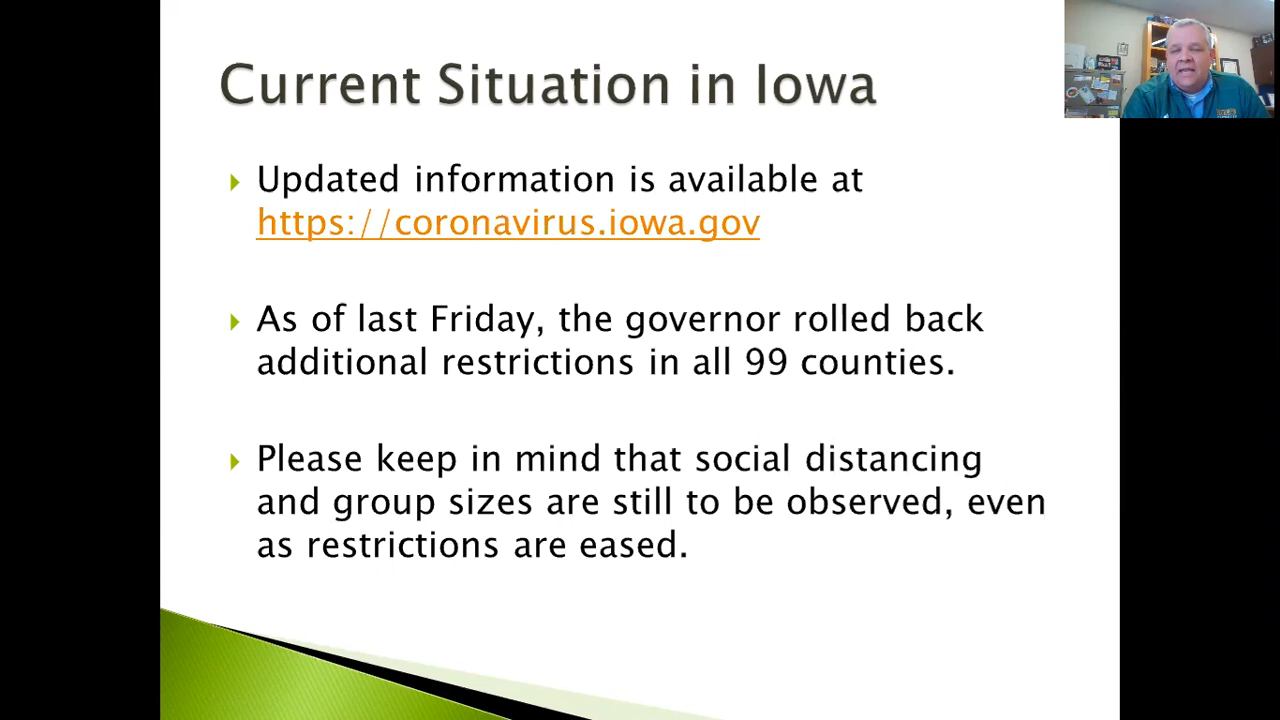 Current Situation in Iowa
Updated information is available at
https://coronavirus.iowa.gov
As of last Friday, the governor rolled back
additional restrictions in all 99 counties.
Please keep in mind that social distancing
and group sizes are still to be observed, even
as restrictions are eased.